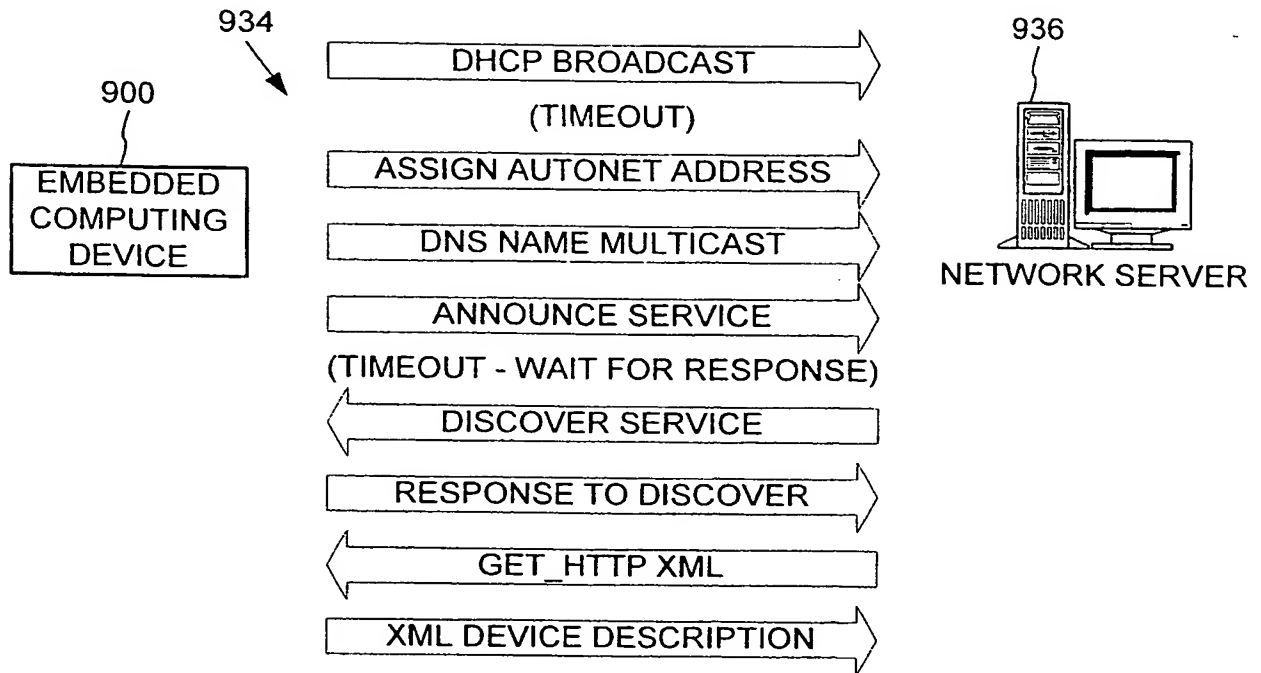 934
DHCP BROADCAST
936
900
(TIMEOUT)
EMBEDDED
COMPUTING
DEVICE
ASSIGN AUTONET ADDRESS
DNS NAME MULTICAST
NETWORK SERVER
ANNOUNCE SERVICE
(TIMEOUT - WAIT FOR RESPONSE)
DISCOVER SERVICE
RESPONSE TO DISCOVER
GET_HTTP XML
XML DEVICE DESCRIPTION